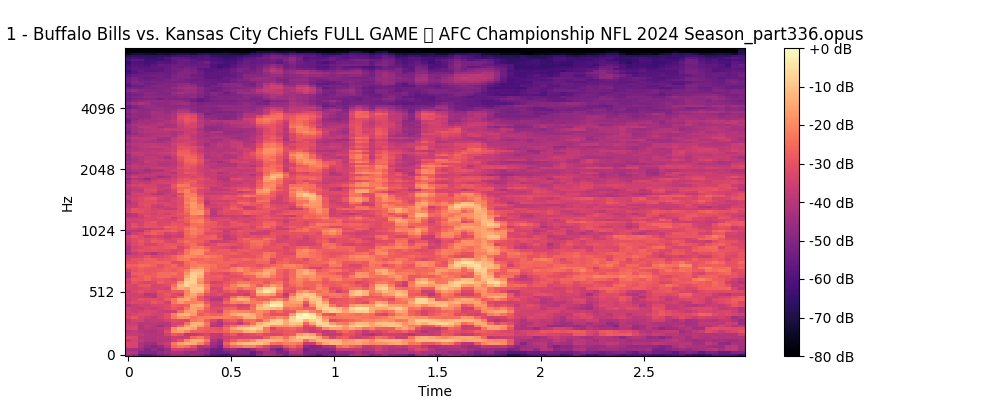 1 - Buffalo Bills vs. Kansas City Chiefs FULL GAME ▯ AFC Championship NFL 2024 Season_part336.opus
+0 dB
-10 dB
-20 dB
-30 dB
-40 dB
-50 dB
-60 dB
-70 dB
-80 dB
4096
2048
1024
512
0
Hz
0
0.5
1
1.5
2
2.5
Time